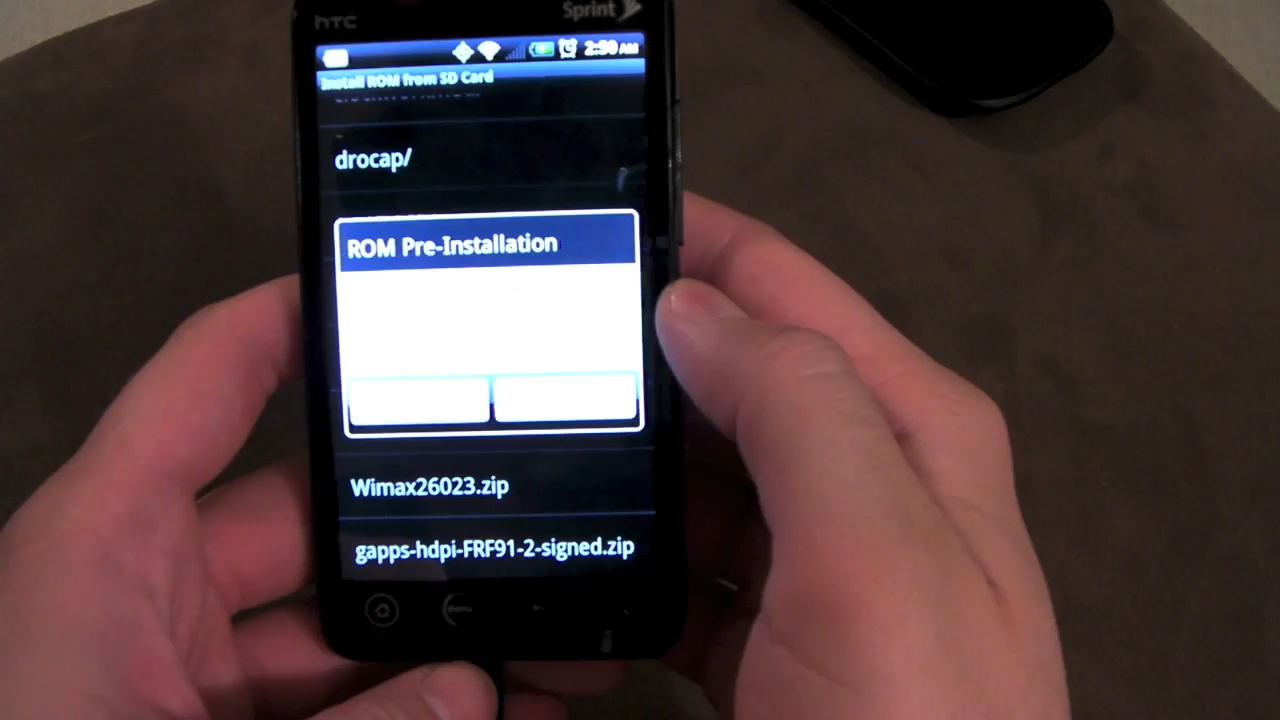 hTC
Sprint
2:50 AM
Install ROM from SD Card
drocap/
ROM Pre-Installation
Wimax26023.zip
gapps-hdpi-FRF91-2-signed.zip